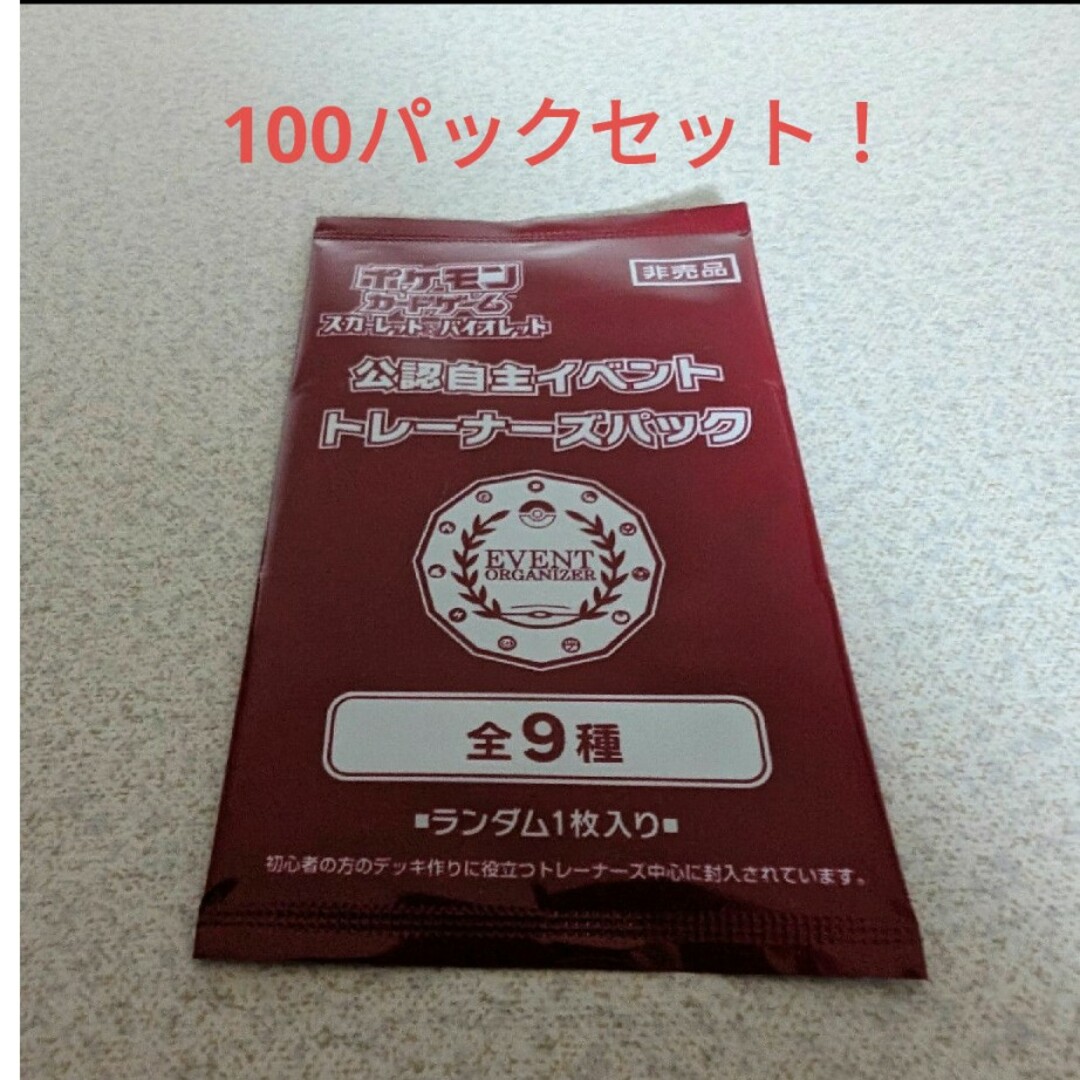 100パックセット！
ポケモン
カードゲーム
スカーレット&バイオレット
非売品
公認自主イベント
トレーナーズパック
EVENT
ORGANIZER
全9種
■ランダム1枚入り■
初心者の方のデッキ作りに役立つトレーナーズ中心に封入されています。